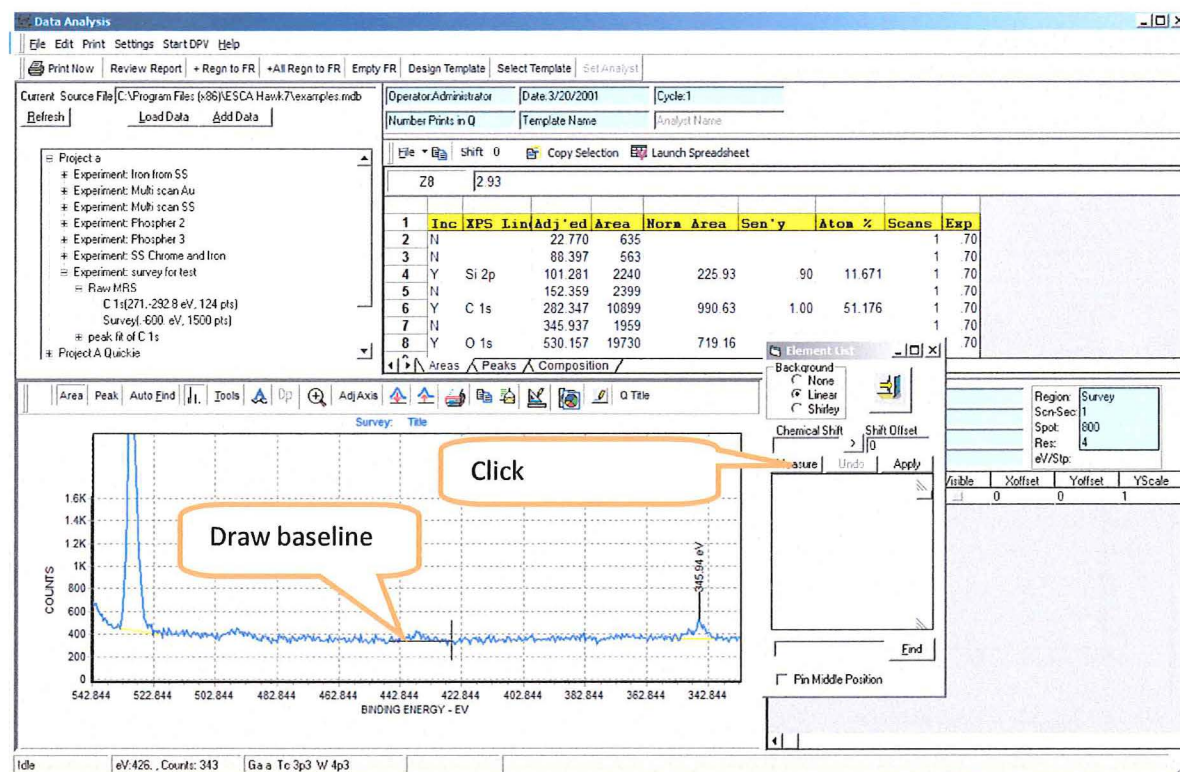 Data Analysis
File Edit Print Settings Start DPV Help
Print Now Review Report + Regn to FR +All Regn to FR Empty FR Design Template Select Template Set Analyst
Current Source File C:\Program Files (x86)\ESCA Hawk 7\examples.mdb
Refresh Load Data Add Data
Operator:Administrator Date:3/20/2001 Cycle:1
Number Prints in Q Template Name Analyst Name
Project a
Experiment: Iron from SS
Experiment: Multi scan Au
Experiment: Multi scan SS
Experiment: Phospher 2
Experiment: Phospher 3
Experiment: SS Chrome and Iron
Experiment: survey for test
Raw MRS
C 1s(271.-292.8 eV, 124 pts)
Survey(.-600. eV, 1500 pts)
peak fit of C 1s
Project A Quickie
File Shift 0 Copy Selection Launch Spreadsheet
Z8 2.93
1 Inc XPS Lin Adj'ed Area Norm Area Sen'y Atom % Scans Exp
2 N 22.770 635 1 .70
3 N 88.397 563 1 .70
4 Y Si 2p 101.281 2240 225.93 .90 11.671 1 .70
5 N 152.359 2399 1 .70
6 Y C 1s 282.347 10899 990.63 1.00 51.176 1 .70
7 N 345.937 1959 1 .70
8 Y O 1s 530.157 19730 719.16 .70
Areas Peaks Composition
Area Peak Auto Find Tools Dp Adj Axis Q Title
Survey: Title
COUNTS
1.6K
1.4K
1.2K
1K
800
600
400
200
0
345.94 eV
542.844 522.844 502.844 482.844 462.844 442.844 422.844 402.844 382.844 362.844 342.844
BINDING ENERGY - EV
Draw baseline
Click
Element List
Background
None
Linear
Shirley
Chemical Shift > Shift Offset
0
Measure Undo Apply
Find
Pin Middle Position
Region: Survey
Scn-Sec: 1
Spot: 800
Res: 4
eV/Stp:
Visible Xoffset Yoffset YScale
0 0 1
Idle eV:426. , Counts: 343 Ga a Tc 3p3 W 4p3